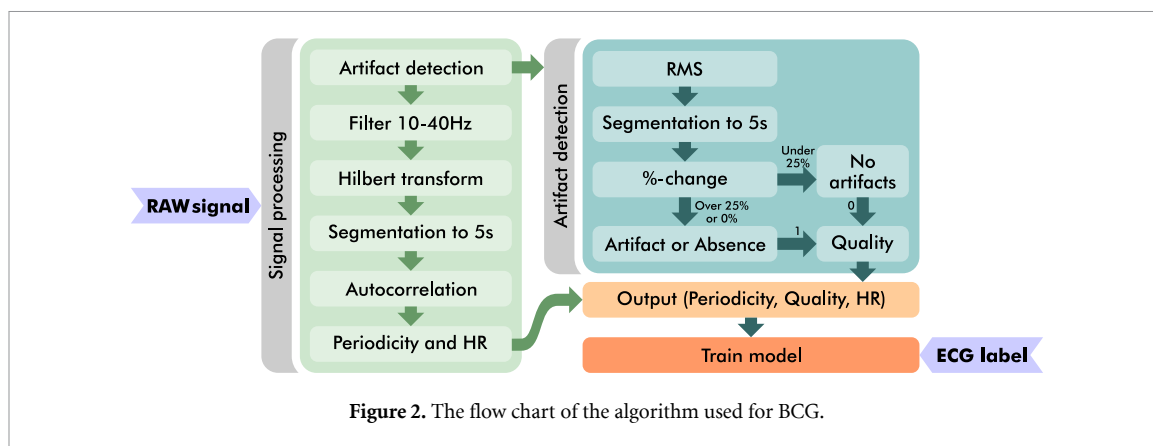 RAW signal
Signal processing
Artifact detection
Filter 10-40Hz
Hilbert transform
Segmentation to 5s
Autocorrelation
Periodicity and HR
Artifact detection
RMS
Segmentation to 5s
%-change
Under
25%
No
artifacts
Over 25%
or 0%
0
Artifact or Absence
1
Quality
Output (Periodicity, Quality, HR)
Train model
ECG label
Figure 2. The flow chart of the algorithm used for BCG.